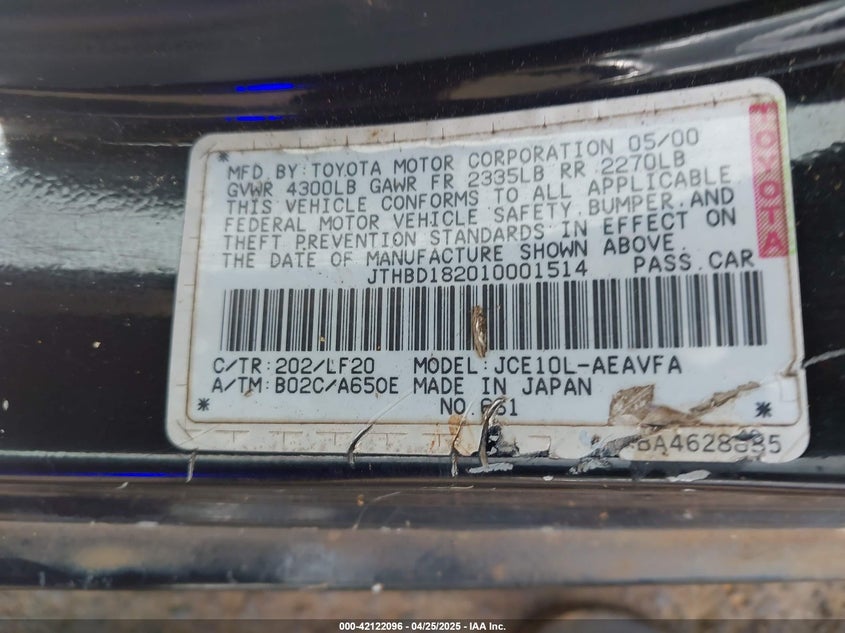 MFD. BY: TOYOTA MOTOR CORPORATION 05/00
GVWR 4300LB GAWR FR 2335LB RR 2270LB
THIS VEHICLE CONFORMS TO ALL APPLICABLE
FEDERAL MOTOR VEHICLE SAFETY, BUMPER, AND
THEFT PREVENTION STANDARDS IN EFFECT ON
THE DATE OF MANUFACTURE SHOWN ABOVE.
JTHBD182010001514 PASS. CAR
TOYOTA
C/TR: 202/LF20 MODEL: JCE10L-AEAVFA
A/TM: B02C/A650E MADE IN JAPAN
NO.
000-42122096 - 04/25/2025 - IAA Inc.